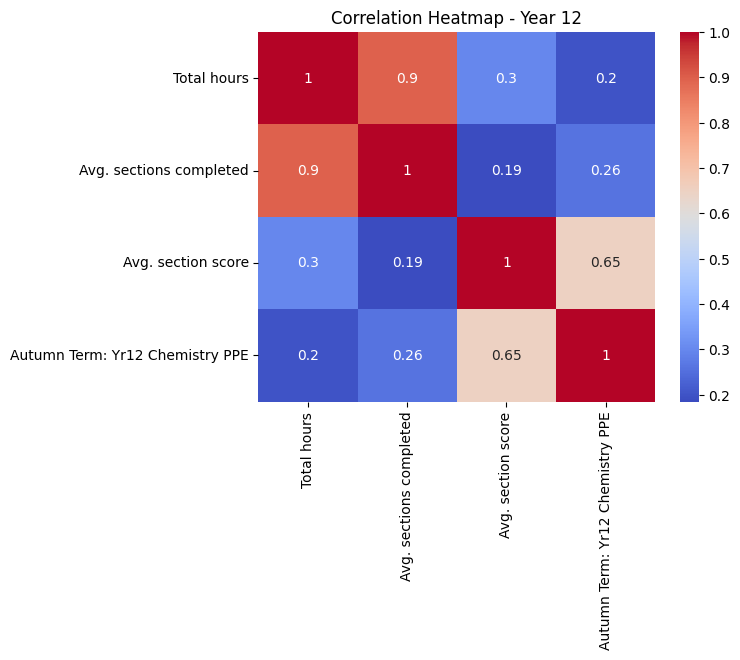 Correlation Heatmap - Year 12
Total hours
1
0.9
0.3
0.2
Avg. sections completed
0.9
1
0.19
0.26
Avg. section score
0.3
0.19
1
0.65
Autumn Term: Yr12 Chemistry PPE
0.2
0.26
0.65
1
Total hours
Avg. sections completed
Avg. section score
Autumn Term: Yr12 Chemistry PPE
1.0
0.9
0.8
0.7
0.6
0.5
0.4
0.3
0.2